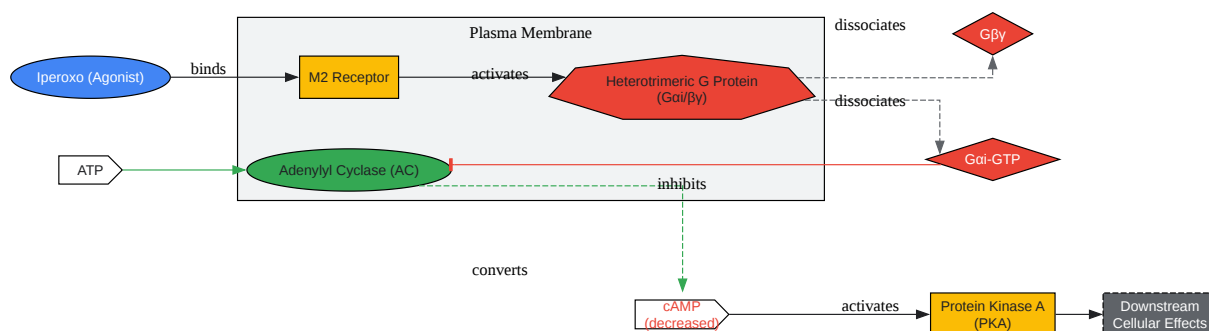 dissociates
Gβγ
Plasma Membrane
Iperoxo (Agonist)
binds
M2 Receptor
activates
Heterotrimeric G Protein
(Gαi/βγ)
dissociates
ATP
Adenylyl Cyclase (AC)
inhibits
Gαi-GTP
converts
cAMP
(decreased)
activates
Protein Kinase A
(PKA)
Downstream
Cellular Effects